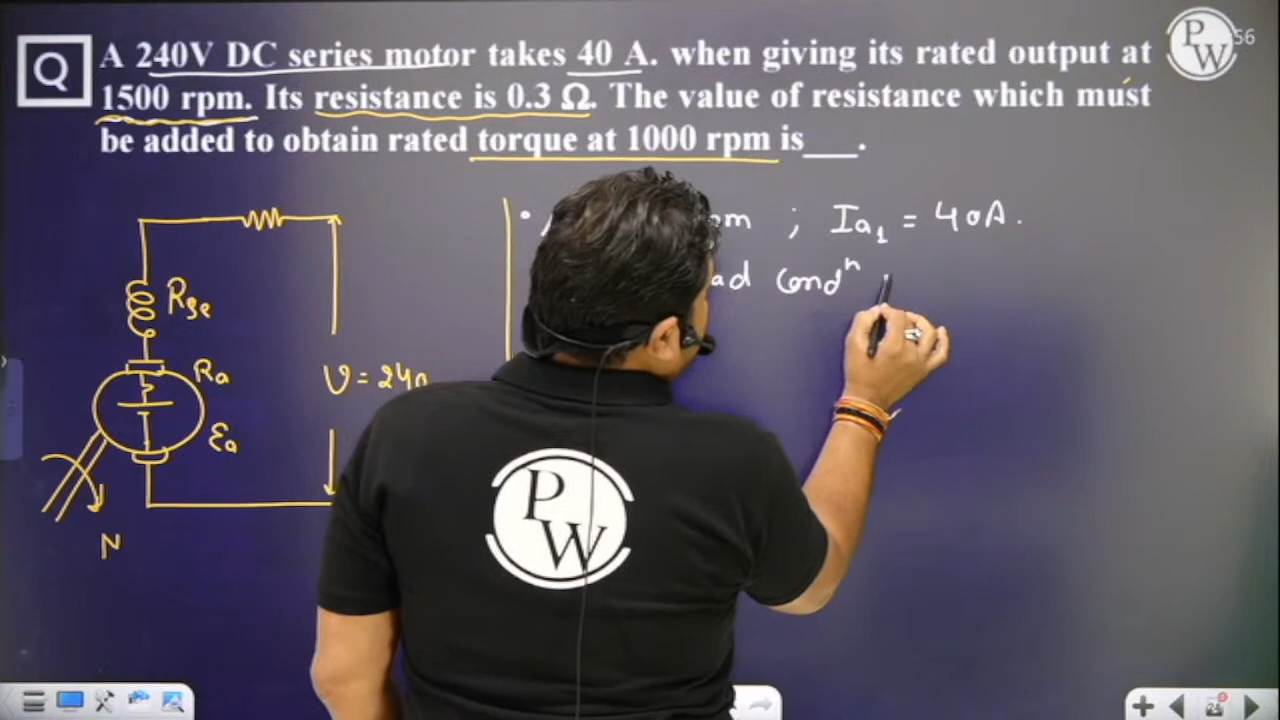 Q
A 240V DC series motor takes 40 A. when giving its rated output at
1500 rpm. Its resistance is 0.3 Ω. The value of resistance which must
be added to obtain rated torque at 1000 rpm is___.
PW
56
; Ia1 = 40A.
condⁿ
Rse
Ra
V = 24
Ea
N
PW